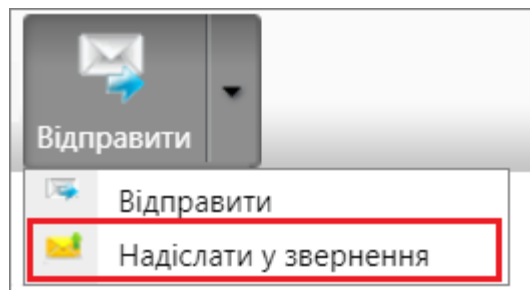 Відправити
Відправити
Надіслати у звернення